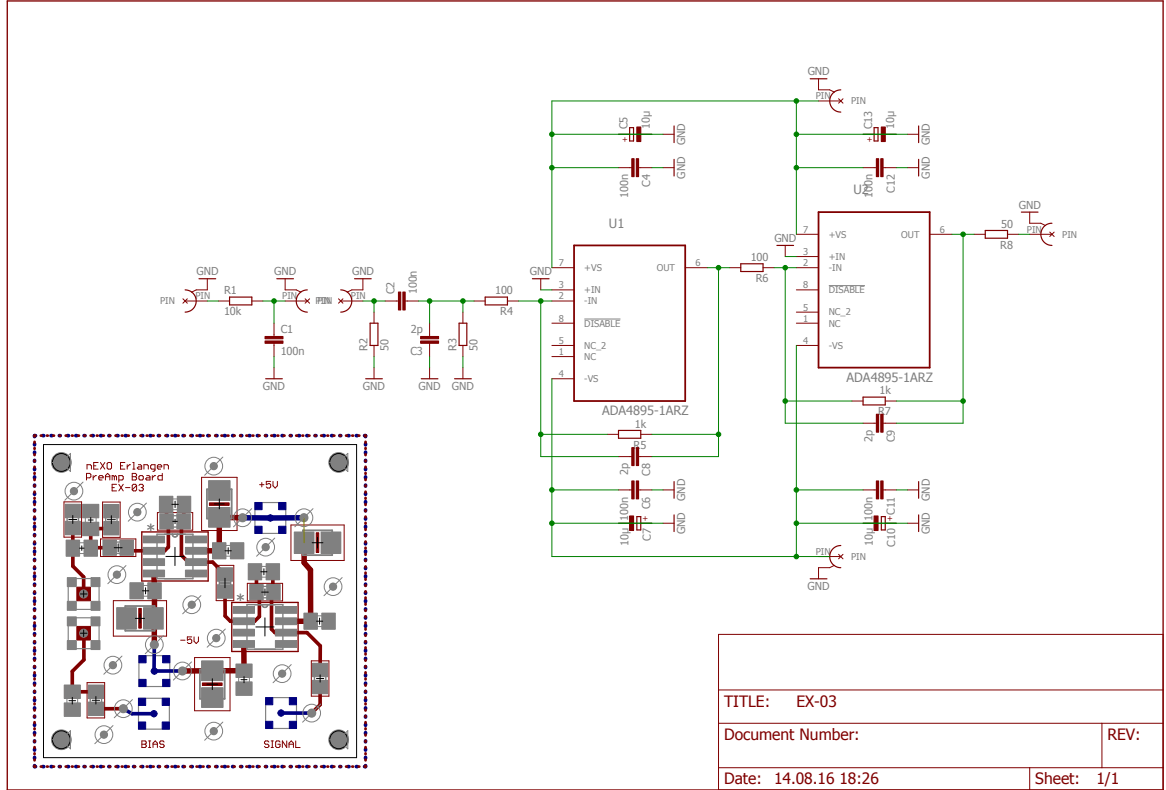 GND
PIN
PIN
GND
C5
10µ
GND
C13
10µ
GND
100n
C4
GND
100n
C12
GND
U1
U2
7
+VS
OUT
6
3
+IN
2
-IN
8
DISABLE
5
NC_2
1
NC
4
-VS
ADA4895-1ARZ
GND
7
+VS
OUT
6
3
+IN
2
-IN
8
DISABLE
5
NC_2
1
NC
4
-VS
ADA4895-1ARZ
GND
50
R8
GND
PIN
PIN
100
R6
GND
PIN
PIN
R1
10k
GND
PIN
PIN
C1
100n
GND
GND
PIN
PIN
C2
100n
R2
50
GND
2p
C3
GND
R3
50
GND
100
R4
1k
R5
2p
C8
1k
R7
2p
C9
100n
C6
GND
10µ
C7
GND
100n
C11
GND
10µ
C10
GND
PIN
PIN
GND
nEXO Erlangen
PreAmp Board
EX-03
+5V
*
*
-5V
BIAS
SIGNAL
TITLE: EX-03
Document Number:
REV:
Date: 14.08.16 18:26
Sheet: 1/1